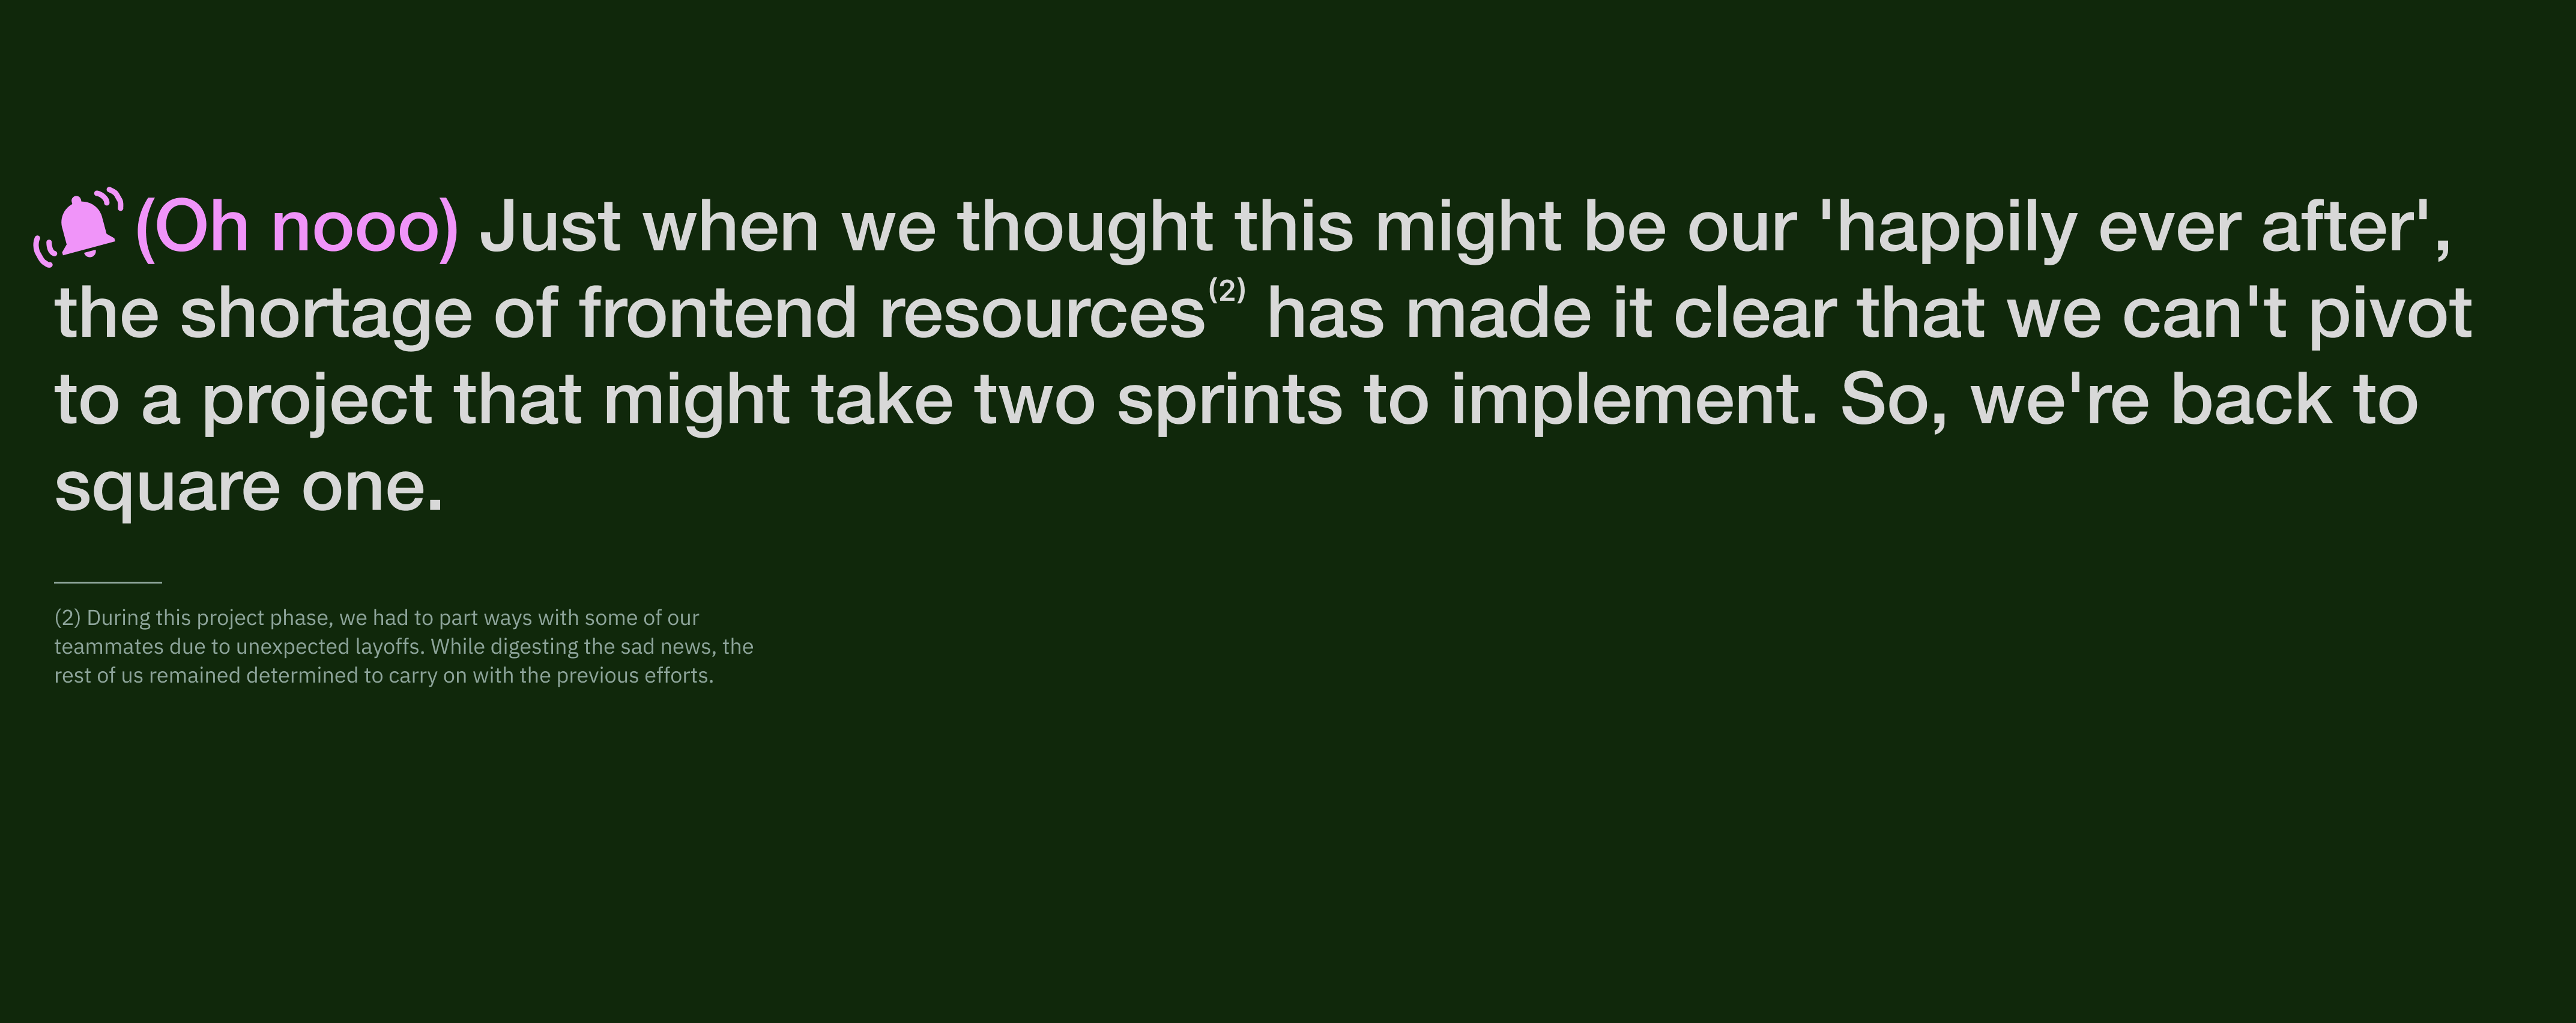 (Oh nooo) Just when we thought this might be our 'happily ever after',
the shortage of frontend resources(2) has made it clear that we can't pivot
to a project that might take two sprints to implement. So, we're back to
square one.
(2) During this project phase, we had to part ways with some of our
teammates due to unexpected layoffs. While digesting the sad news, the
rest of us remained determined to carry on with the previous efforts.